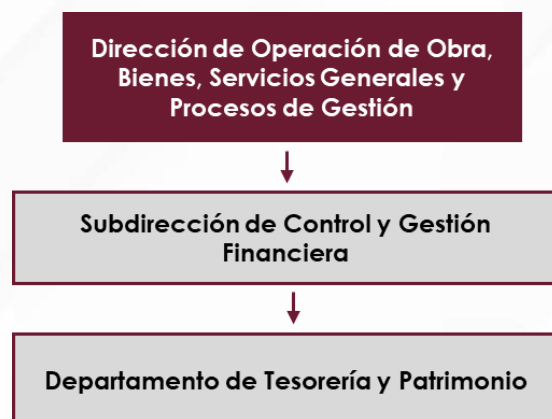 Dirección de Operación de Obra,
Bienes, Servicios Generales y
Procesos de Gestión
Subdirección de Control y Gestión
Financiera
Departamento de Tesorería y Patrimonio